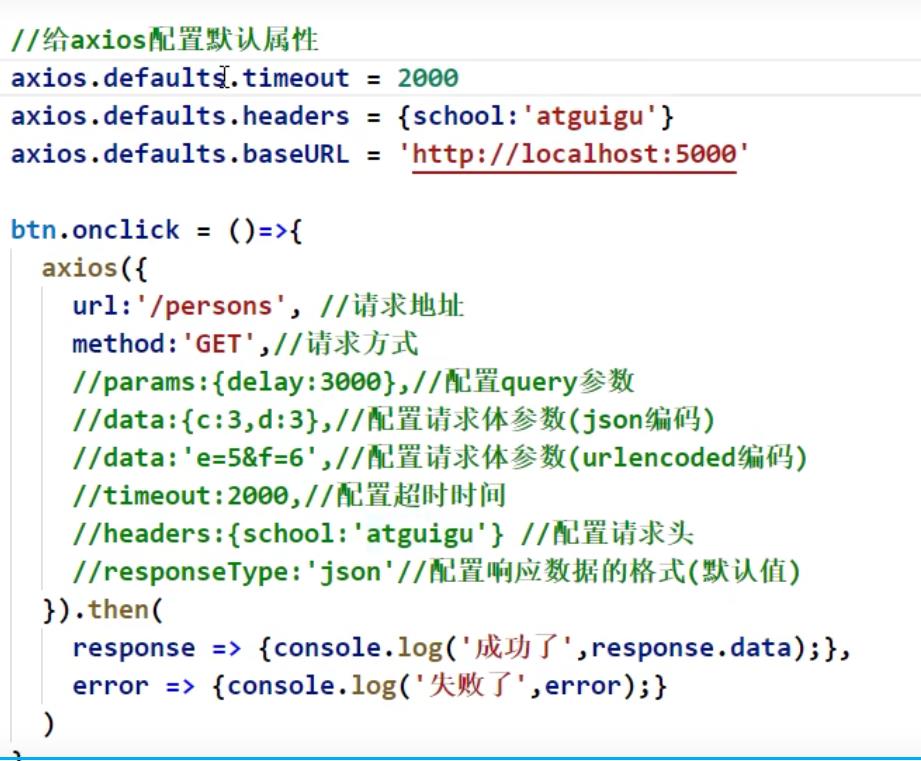 //给axios配置默认属性
axios.defaults.timeout = 2000
axios.defaults.headers = {school:'atguigu'}
axios.defaults.baseURL = 'http://localhost:5000'
btn.onclick = ()=>{
axios({
url:'/persons', //请求地址
method:'GET',//请求方式
//params:{delay:3000},//配置query参数
//data:{c:3,d:3},//配置请求体参数(json编码)
//data:'e=5&f=6',//配置请求体参数(urlencoded编码)
//timeout:2000,//配置超时时间
//headers:{school:'atguigu'} //配置请求头
//responseType:'json'//配置响应数据的格式(默认值)
}).then(
response => {console.log('成功了',response.data);},
error => {console.log('失败了',error);}
)